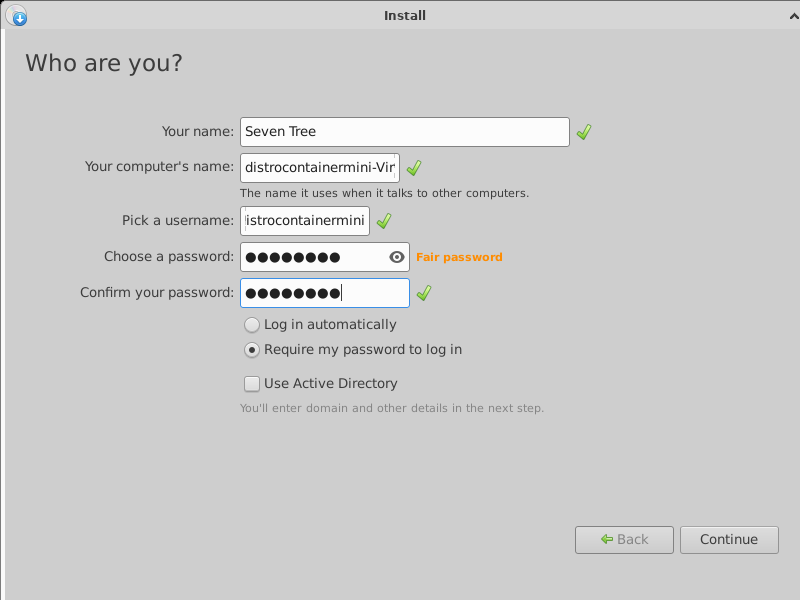 Install
Who are you?
Your name: Seven Tree
Your computer's name: distrocontainermini-Vir
The name it uses when it talks to other computers.
Pick a username: istrocontainermini
Choose a password: ●●●●●●●● Fair password
Confirm your password: ●●●●●●●●
Log in automatically
Require my password to log in
Use Active Directory
You'll enter domain and other details in the next step.
Back Continue